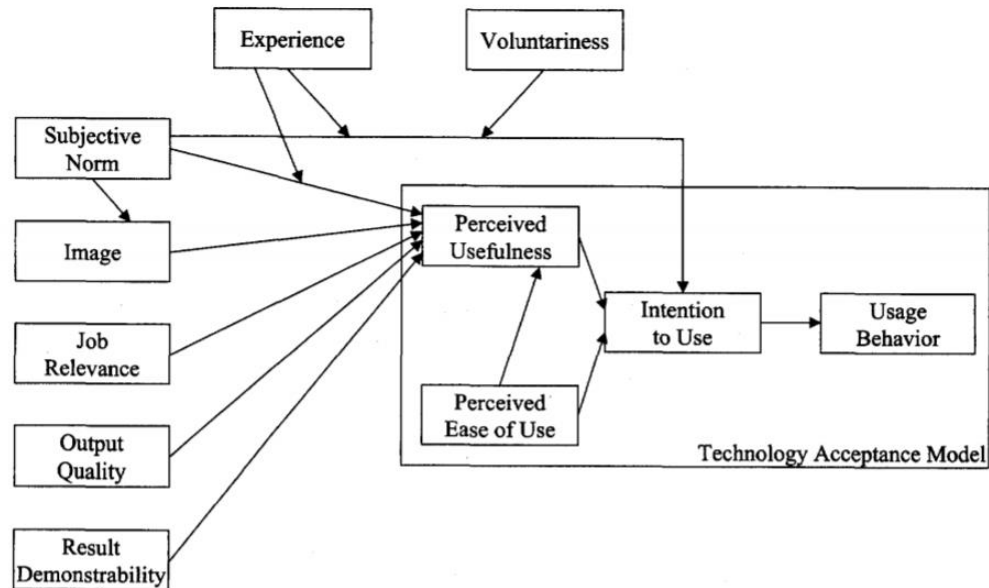 Experience
Voluntariness
Subjective
Norm
Image
Job
Relevance
Output
Quality
Result
Demonstrability
Perceived
Usefulness
Perceived
Ease of Use
Intention
to Use
Usage
Behavior
Technology Acceptance Model